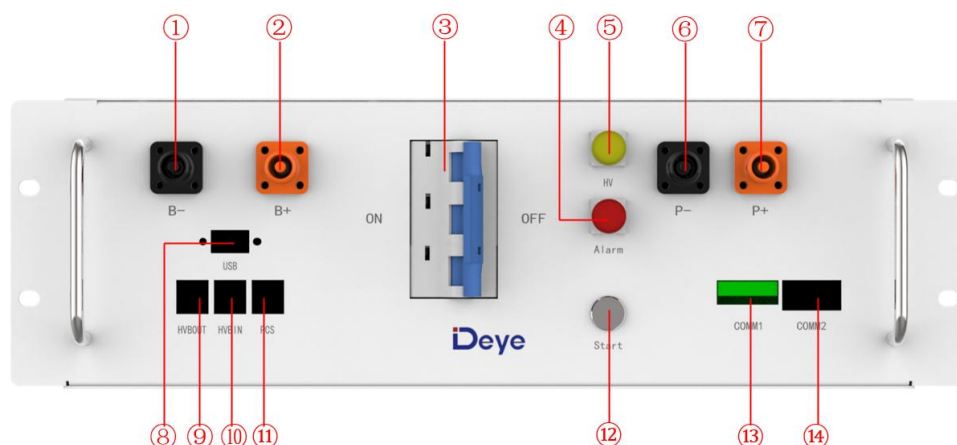 ① ② ③ ④ ⑤ ⑥ ⑦
B- B+ ON OFF HV P- P+
Alarm
USB
HVBOUT HVBIN PCS COMM1 COMM2
Deye Start
⑧ ⑨ ⑩ ⑪ ⑫ ⑬ ⑭